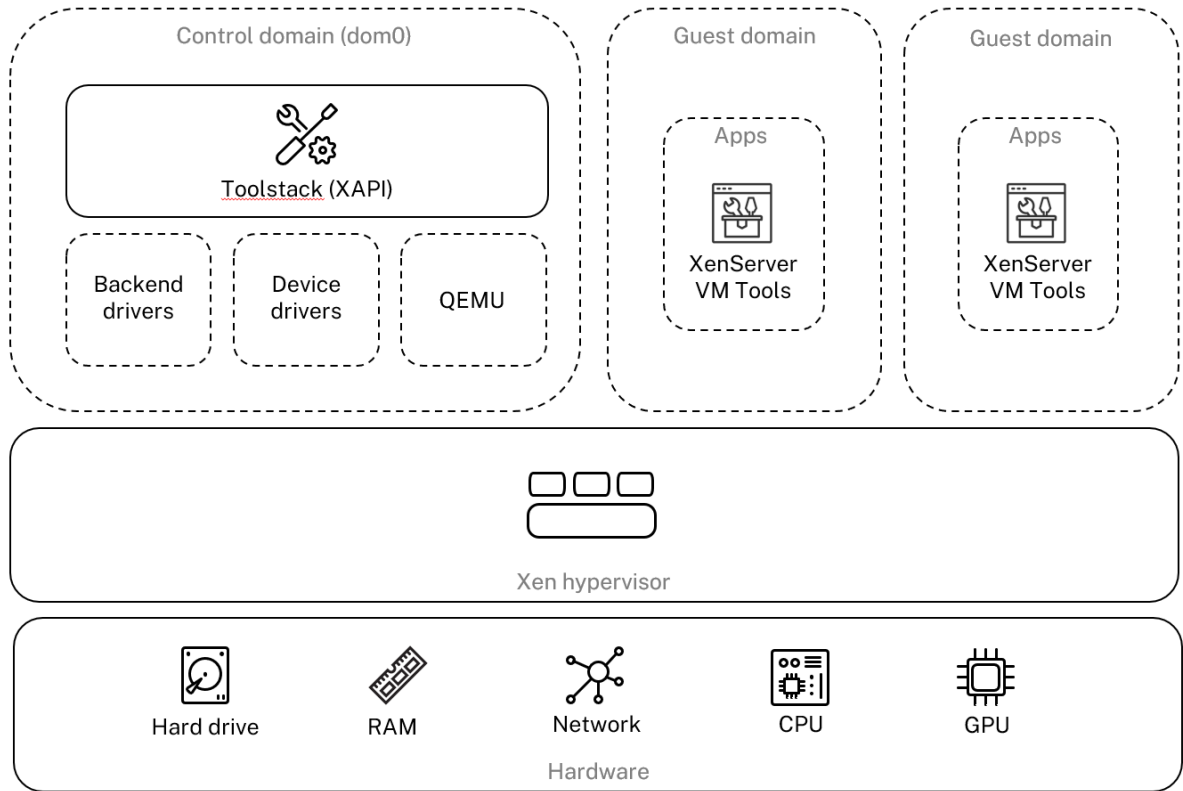 Control domain (dom0)
Guest domain
Guest domain
Toolstack (XAPI)
Backend
drivers
Device
drivers
QEMU
Apps
XenServer
VM Tools
Apps
XenServer
VM Tools
Xen hypervisor
Hard drive
RAM
Network
CPU
GPU
Hardware